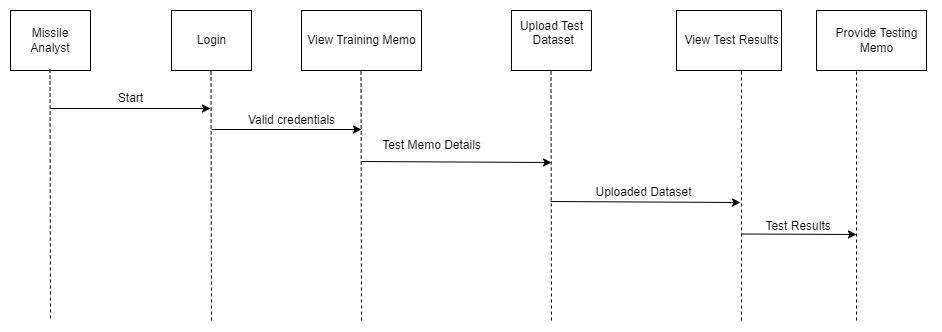 Missile
Analyst
Login
View Training Memo
Upload Test
Dataset
View Test Results
Provide Testing
Memo
Start
Valid credentials
Test Memo Details
Uploaded Dataset
Test Results